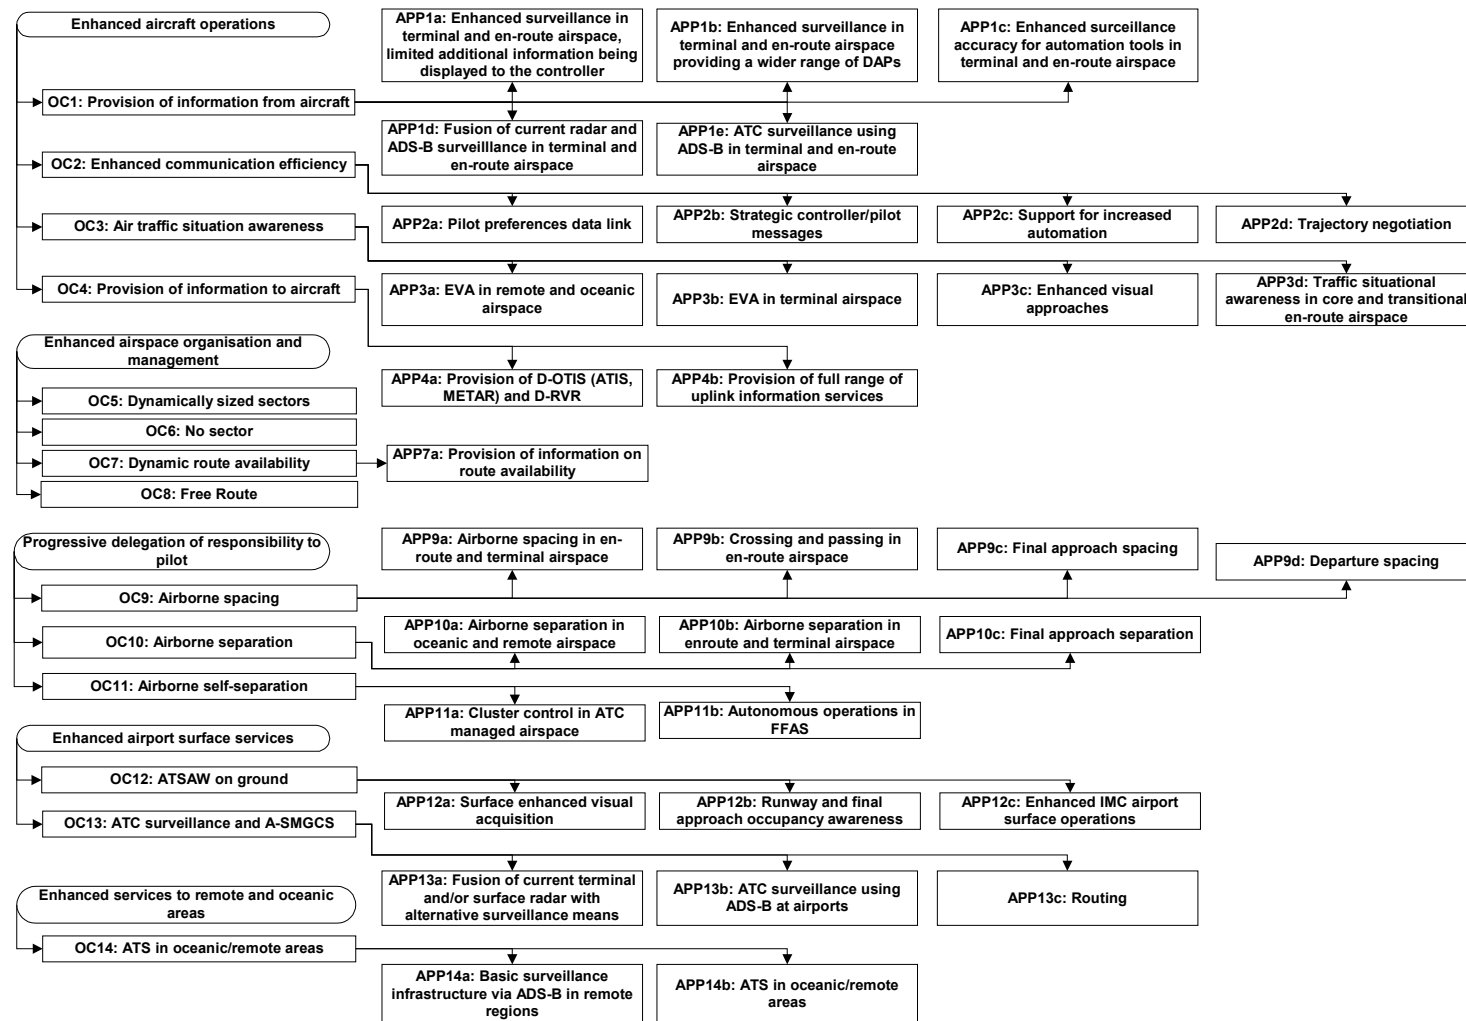 Enhanced aircraft operations
APP1a: Enhanced surveillance in
terminal and en-route airspace,
limited additional information being
displayed to the controller
APP1b: Enhanced surveillance in
terminal and en-route airspace
providing a wider range of DAPs
APP1c: Enhanced surceillance
accuracy for automation tools in
terminal and en-route airspace
OC1: Provision of information from aircraft
APP1d: Fusion of current radar and
ADS-B surveilllance in terminal and
en-route airspace
APP1e: ATC surveillance using
ADS-B in terminal and en-route
airspace
OC2: Enhanced communication efficiency
APP2a: Pilot preferences data link
APP2b: Strategic controller/pilot
messages
APP2c: Support for increased
automation
APP2d: Trajectory negotiation
OC3: Air traffic situation awareness
OC4: Provision of information to aircraft
APP3a: EVA in remote and oceanic
airspace
APP3b: EVA in terminal airspace
APP3c: Enhanced visual
approaches
APP3d: Traffic situational
awareness in core and transitional
en-route airspace
Enhanced airspace organisation and
management
APP4a: Provision of D-OTIS (ATIS,
METAR) and D-RVR
APP4b: Provision of full range of
uplink information services
OC5: Dynamically sized sectors
OC6: No sector
OC7: Dynamic route availability
APP7a: Provision of information on
route availability
OC8: Free Route
Progressive delegation of responsibility to
pilot
APP9a: Airborne spacing in en-
route and terminal airspace
APP9b: Crossing and passing in
en-route airspace
APP9c: Final approach spacing
APP9d: Departure spacing
OC9: Airborne spacing
OC10: Airborne separation
APP10a: Airborne separation in
oceanic and remote airspace
APP10b: Airborne separation in
enroute and terminal airspace
APP10c: Final approach separation
OC11: Airborne self-separation
APP11a: Cluster control in ATC
managed airspace
APP11b: Autonomous operations in
FFAS
Enhanced airport surface services
OC12: ATSAW on ground
APP12a: Surface enhanced visual
acquisition
APP12b: Runway and final
approach occupancy awareness
APP12c: Enhanced IMC airport
surface operations
OC13: ATC surveillance and A-SMGCS
APP13a: Fusion of current terminal
and/or surface radar with
alternative surveillance means
APP13b: ATC surveillance using
ADS-B at airports
APP13c: Routing
Enhanced services to remote and oceanic
areas
OC14: ATS in oceanic/remote areas
APP14a: Basic surveillance
infrastructure via ADS-B in remote
regions
APP14b: ATS in oceanic/remote
areas